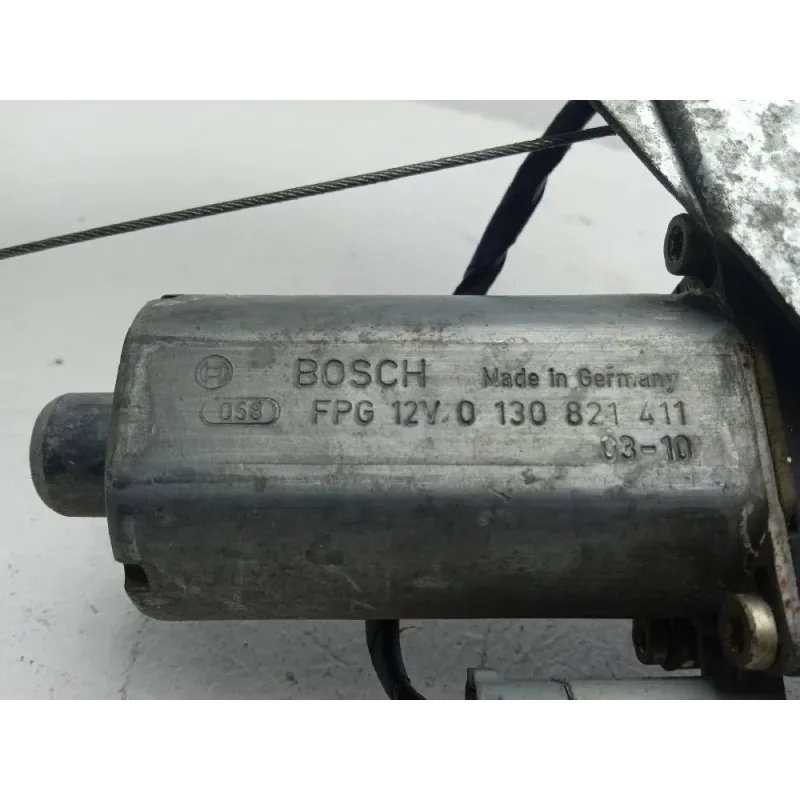 BOSCH Made in Germany
058 FPG 12V 0 130 821 411
03-10